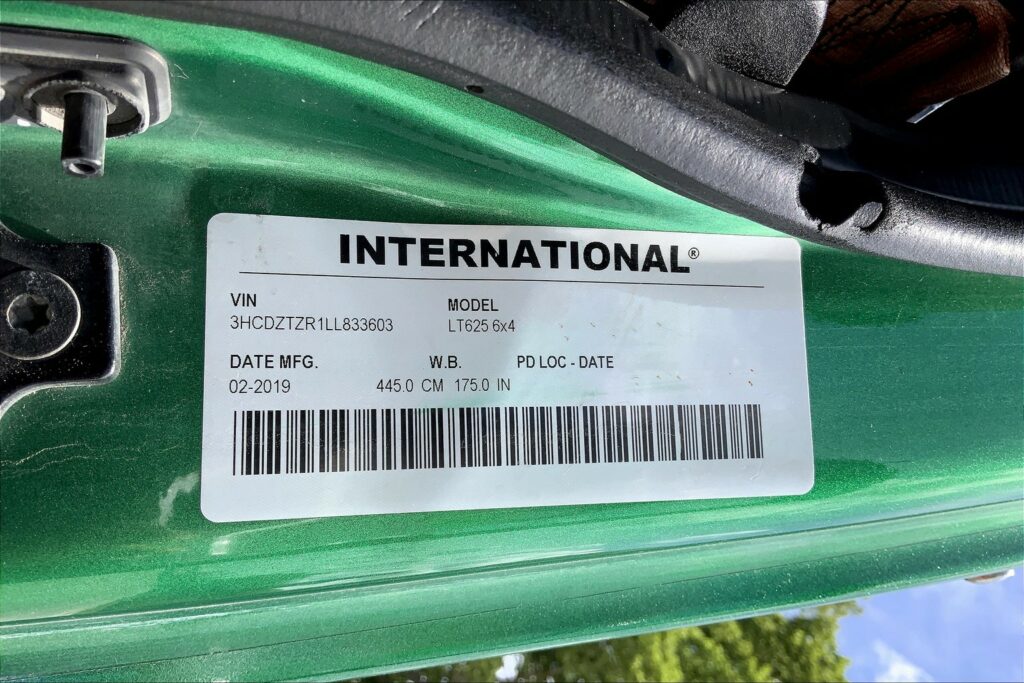 INTERNATIONAL®
VIN MODEL
3HCDZTZR1LL833603 LT625 6x4
DATE MFG. W.B. PD LOC - DATE
02-2019 445.0 CM 175.0 IN